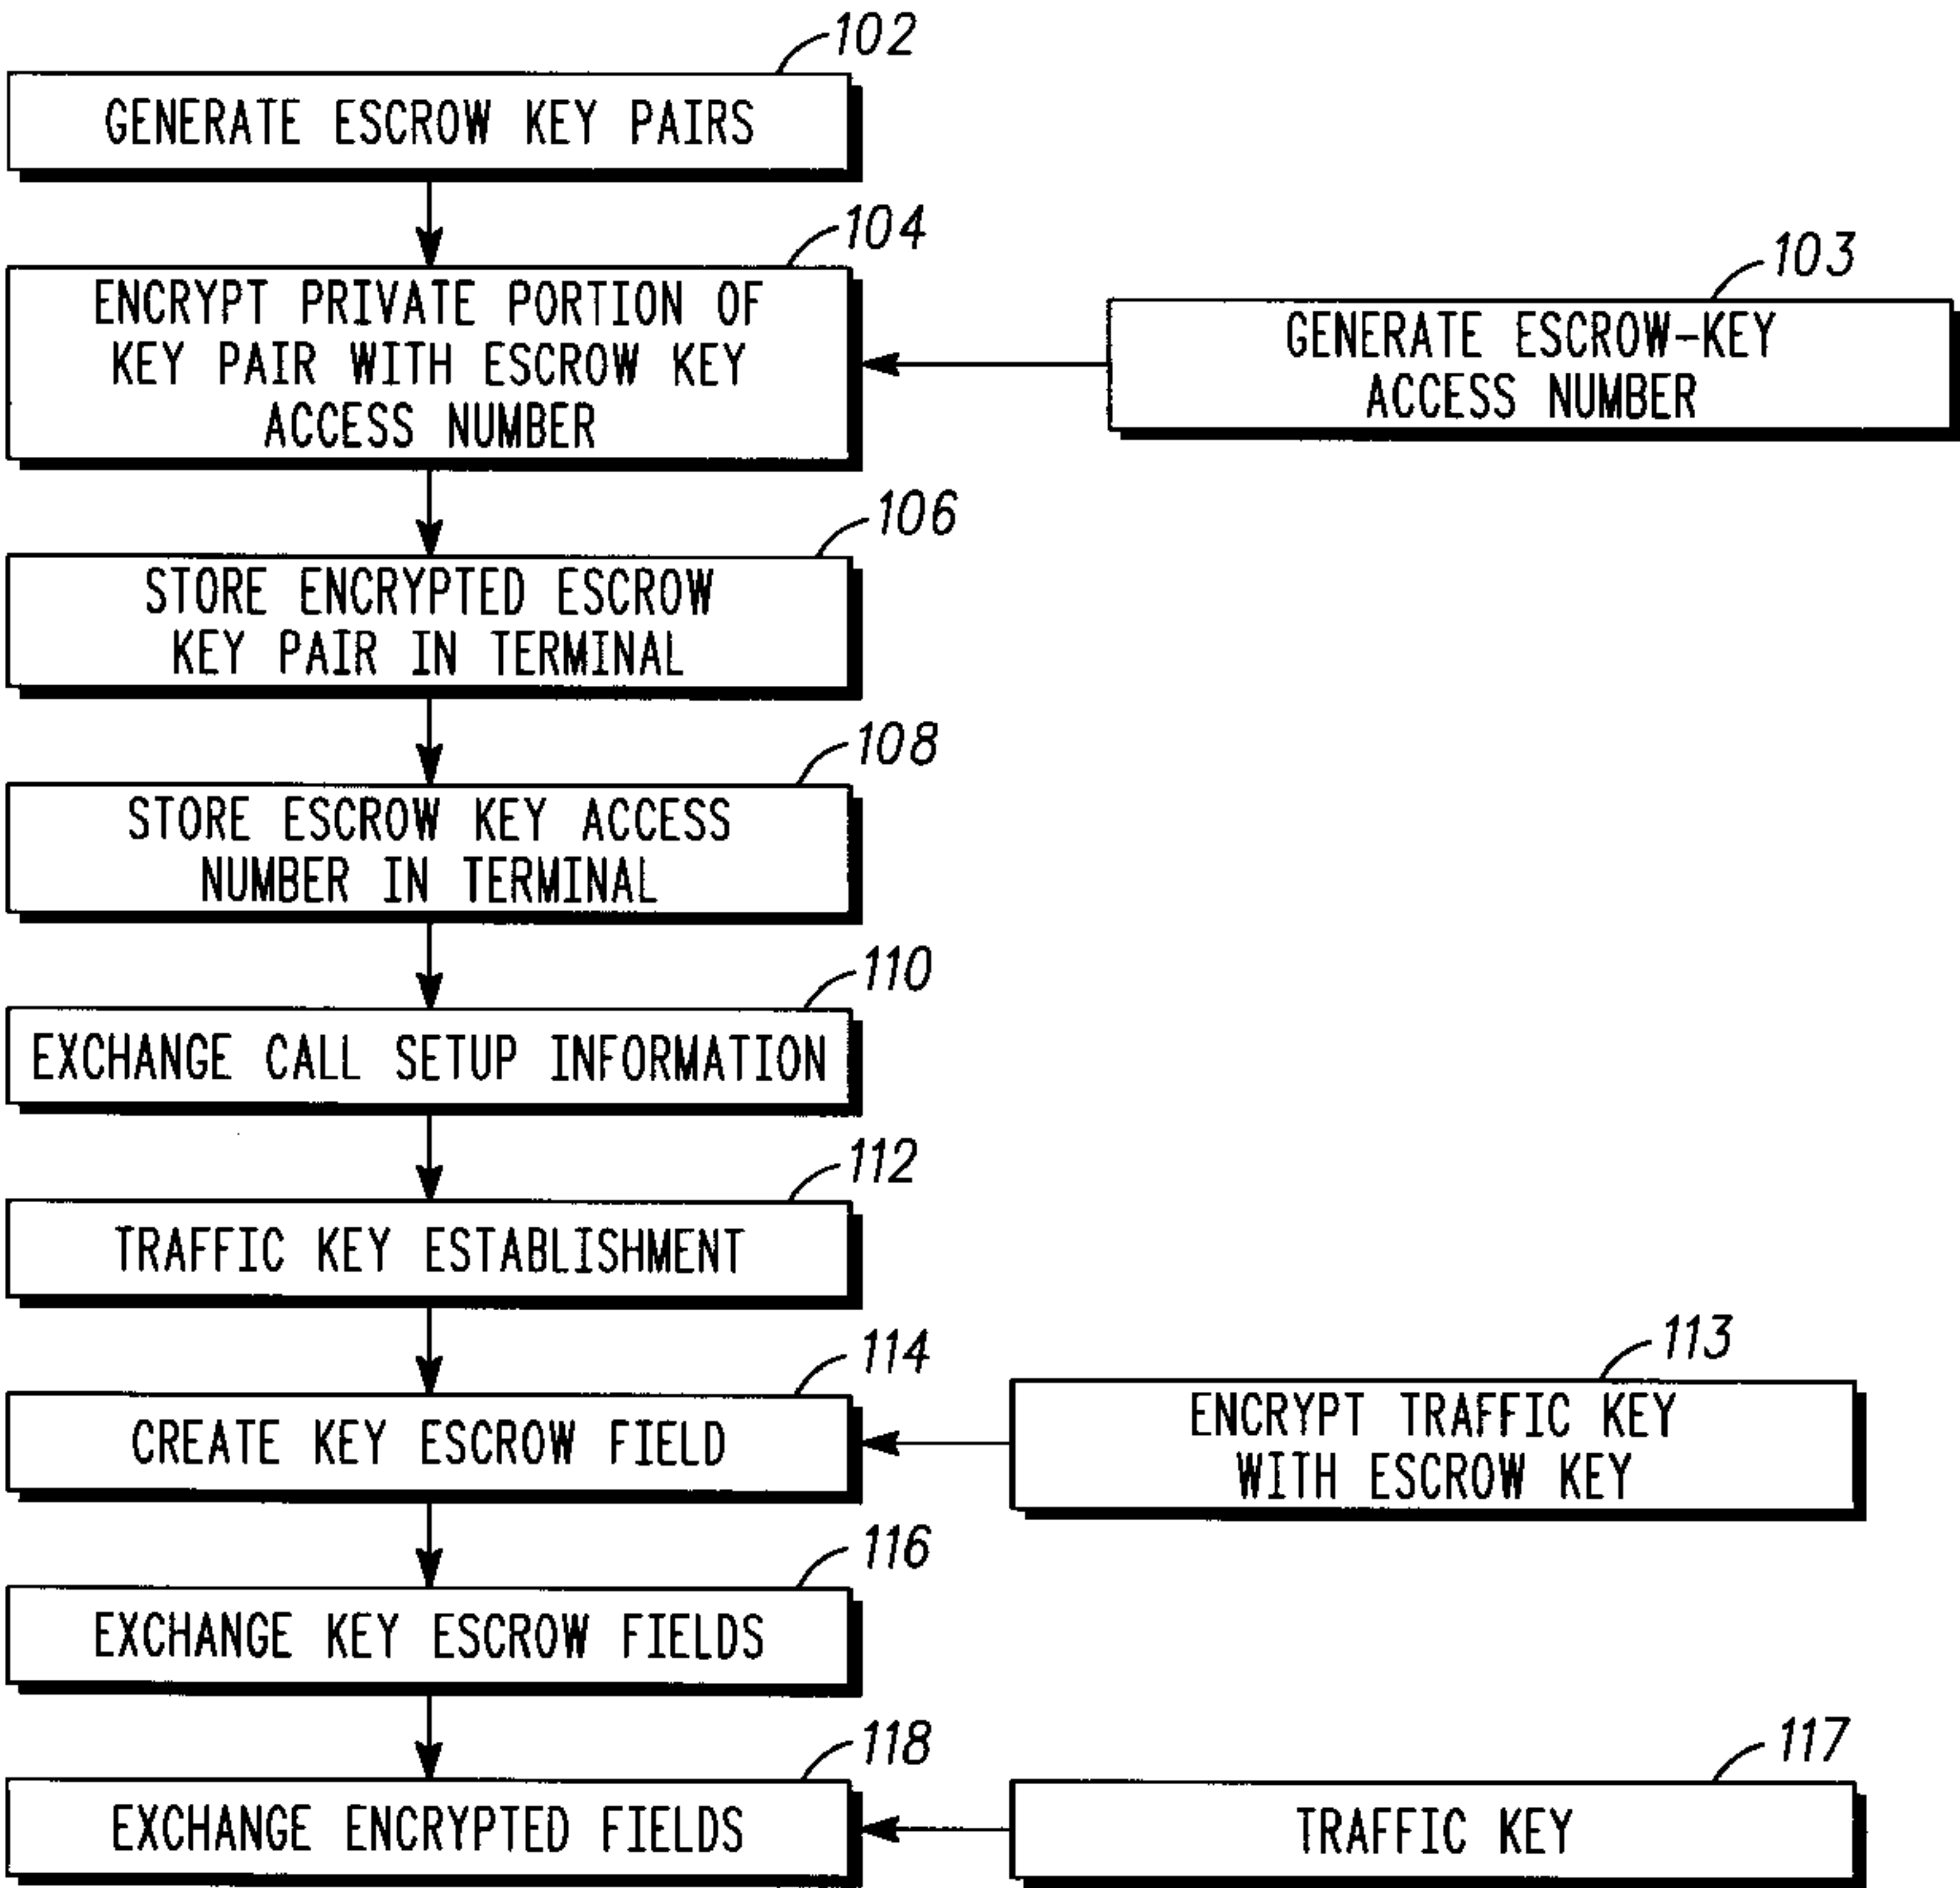 102
GENERATE ESCROW KEY PAIRS
104
ENCRYPT PRIVATE PORTION OF
KEY PAIR WITH ESCROW KEY
ACCESS NUMBER
103
GENERATE ESCROW-KEY
ACCESS NUMBER
106
STORE ENCRYPTED ESCROW
KEY PAIR IN TERMINAL
108
STORE ESCROW KEY ACCESS
NUMBER IN TERMINAL
110
EXCHANGE CALL SETUP INFORMATION
112
TRAFFIC KEY ESTABLISHMENT
114
CREATE KEY ESCROW FIELD
113
ENCRYPT TRAFFIC KEY
WITH ESCROW KEY
116
EXCHANGE KEY ESCROW FIELDS
118
EXCHANGE ENCRYPTED FIELDS
117
TRAFFIC KEY